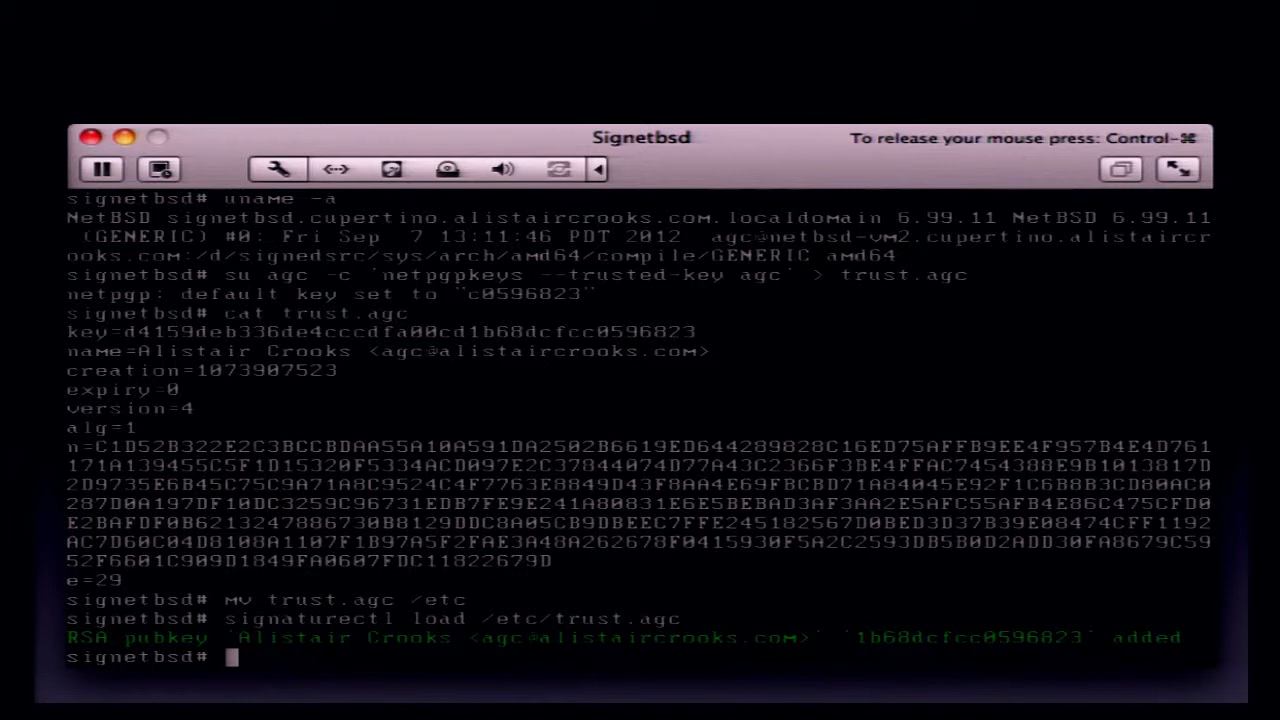 Signetbsd
To release your mouse press: Control-⌘
signetbsd# uname -a
NetBSD signetbsd.cupertino.alistaircrooks.com.localdomain 6.99.11 NetBSD 6.99.11
(GENERIC) #0: Fri Sep 7 13:11:46 PDT 2012 agc@netbsd-vm2.cupertino.alistaircr
ooks.com:/d/signedsrc/sys/arch/amd64/compile/GENERIC amd64
signetbsd# su agc -c 'netpgpkeys --trusted-key agc' > trust.agc
netpgp: default key set to "c0596823"
signetbsd# cat trust.agc
key=d4159deb336de4cccdfa00cd1b68dcfcc0596823
name=Alistair Crooks <agc@alistaircrooks.com>
creation=1073907523
expiry=0
version=4
alg=1
n=C1D52B322E2C3BCCBDAA55A10A591DA2502B6619ED644289828C16ED75AFFB9EE4F957B4E4D761
171A139455C5F1D15320F5334ACD097E2C37844074D77A43C2366F3BE4FFAC7454388E9B1013817D
2D9735E6B45C75C9A71A8C9524C4F7763E8849D43F8AA4E69FBCBD71A84045E92F1C6B8B3CD80AC0
287D0A197DF10DC3259C96731EDB7FE9E241A80831E6E5BEBAD3AF3AA2E5AFC55AFB4E86C475CFD0
E2BAFDF0B6213247886730B8129DDC8A05CB9DBEEC7FFE245182567D0BED3D37B39E08474CFF1192
AC7D60C04D8108A1107F1B97A5F2FAE3A48A262678F0415930F5A2C2593DB5B0D2ADD30FA8679C59
52F6601C909D1849FA0607FDC11822679D
e=29
signetbsd# mv trust.agc /etc
signetbsd# signaturectl load /etc/trust.agc
RSA pubkey 'Alistair Crooks <agc@alistaircrooks.com>' '1b68dcfcc0596823' added
signetbsd#